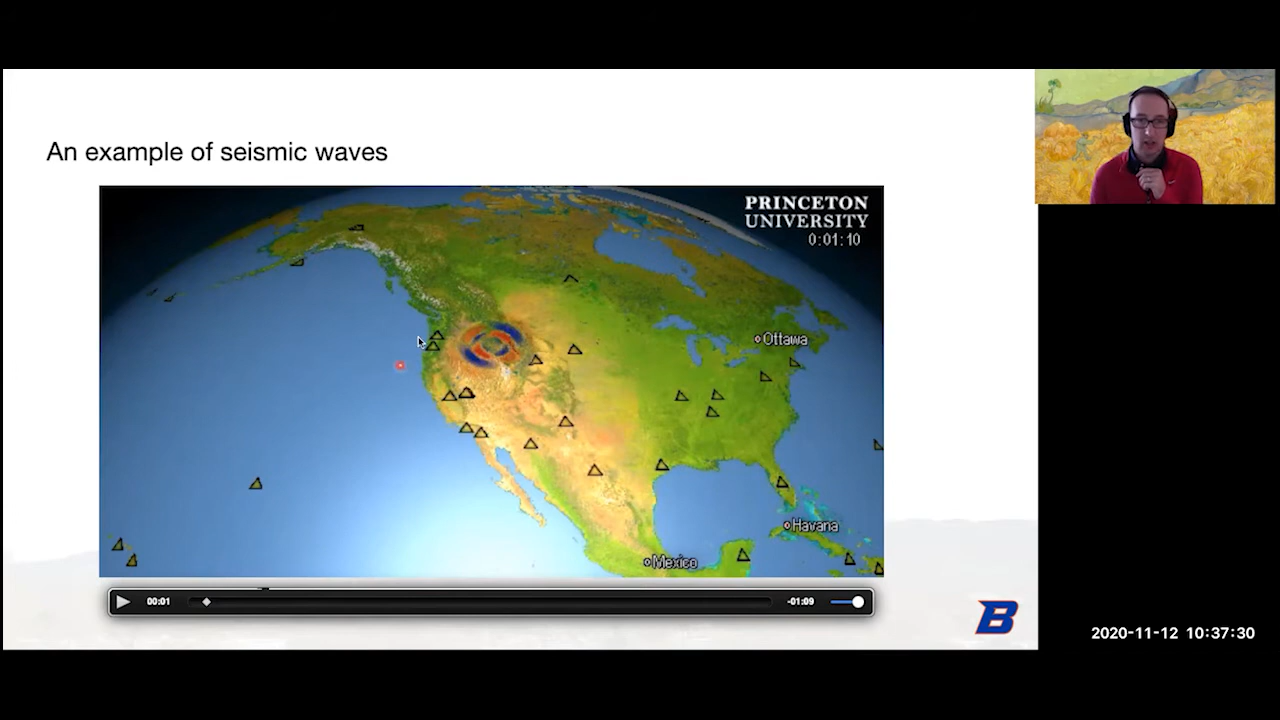 An example of seismic waves
PRINCETON
UNIVERSITY
0:01:10
Ottawa
Havana
Mexico
00:01
-01:09
B
2020-11-12 10:37:30